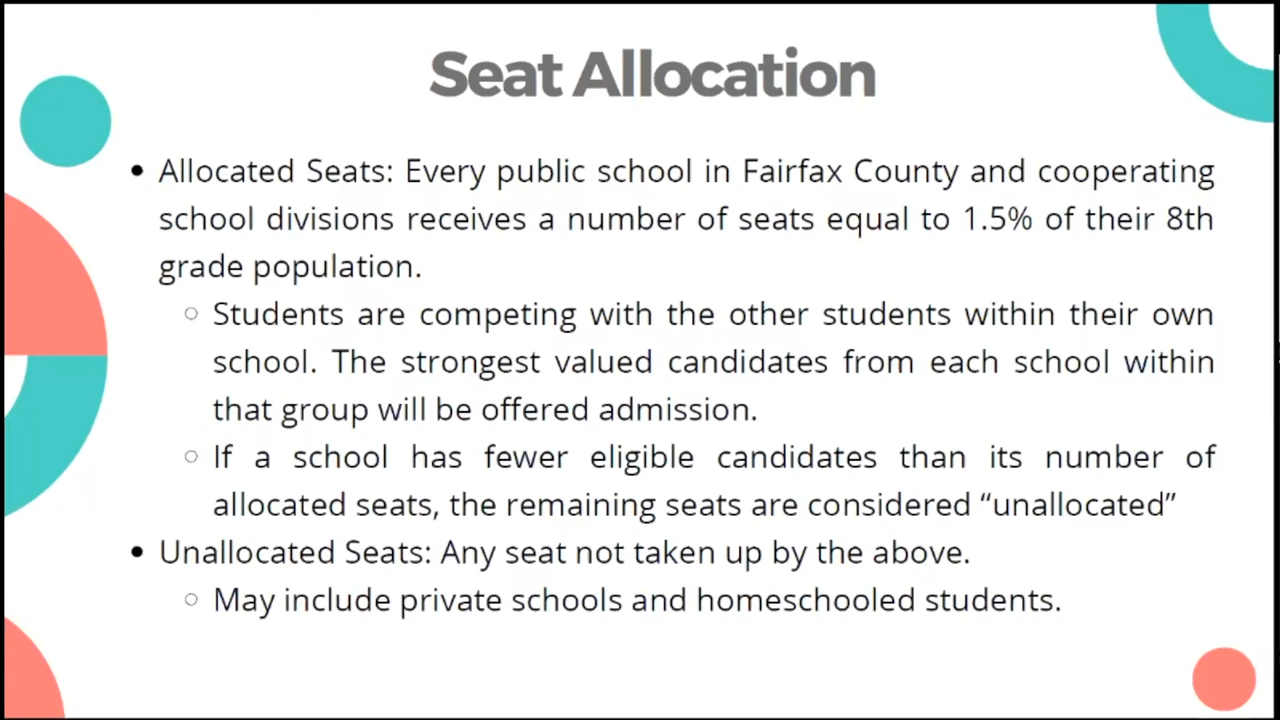 Seat Allocation
• Allocated Seats: Every public school in Fairfax County and cooperating
school divisions receives a number of seats equal to 1.5% of their 8th
grade population.
○ Students are competing with the other students within their own
school. The strongest valued candidates from each school within
that group will be offered admission.
○ If a school has fewer eligible candidates than its number of
allocated seats, the remaining seats are considered “unallocated”
• Unallocated Seats: Any seat not taken up by the above.
○ May include private schools and homeschooled students.